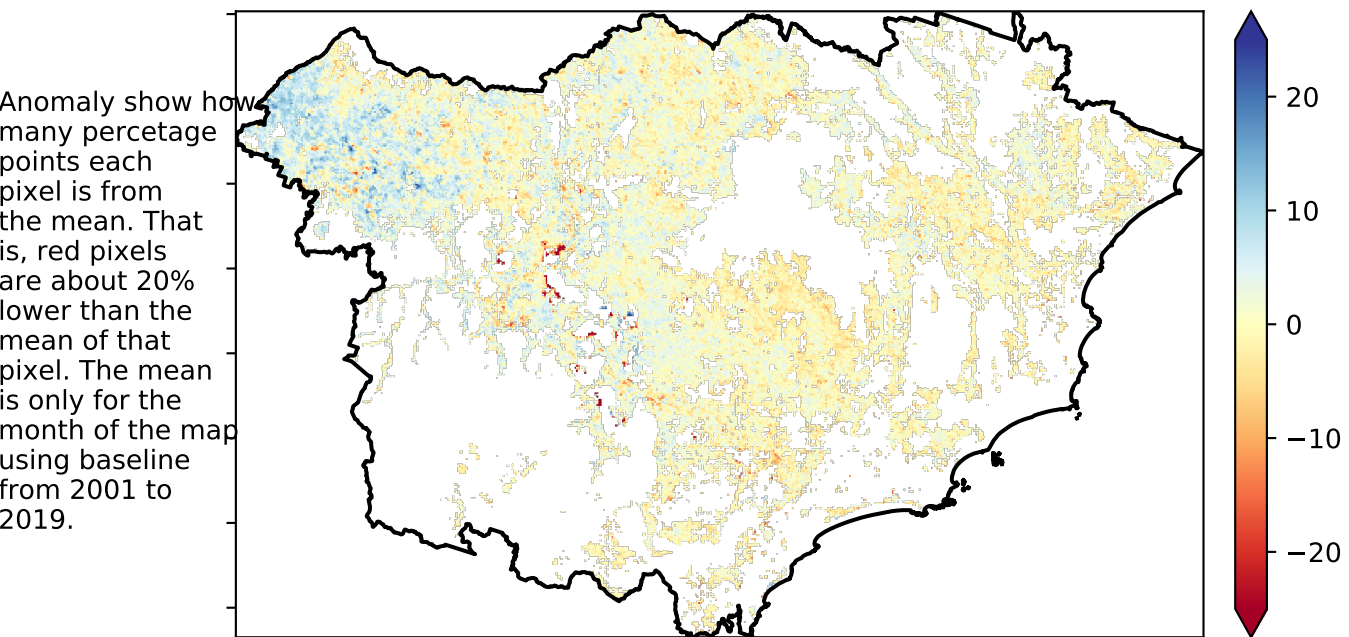 Anomaly show how
many percetage
points each
pixel is from
the mean. That
is, red pixels
are about 20%
lower than the
mean of that
pixel. The mean
is only for the
month of the map
using baseline
from 2001 to
2019.
20
10
0
−10
−20